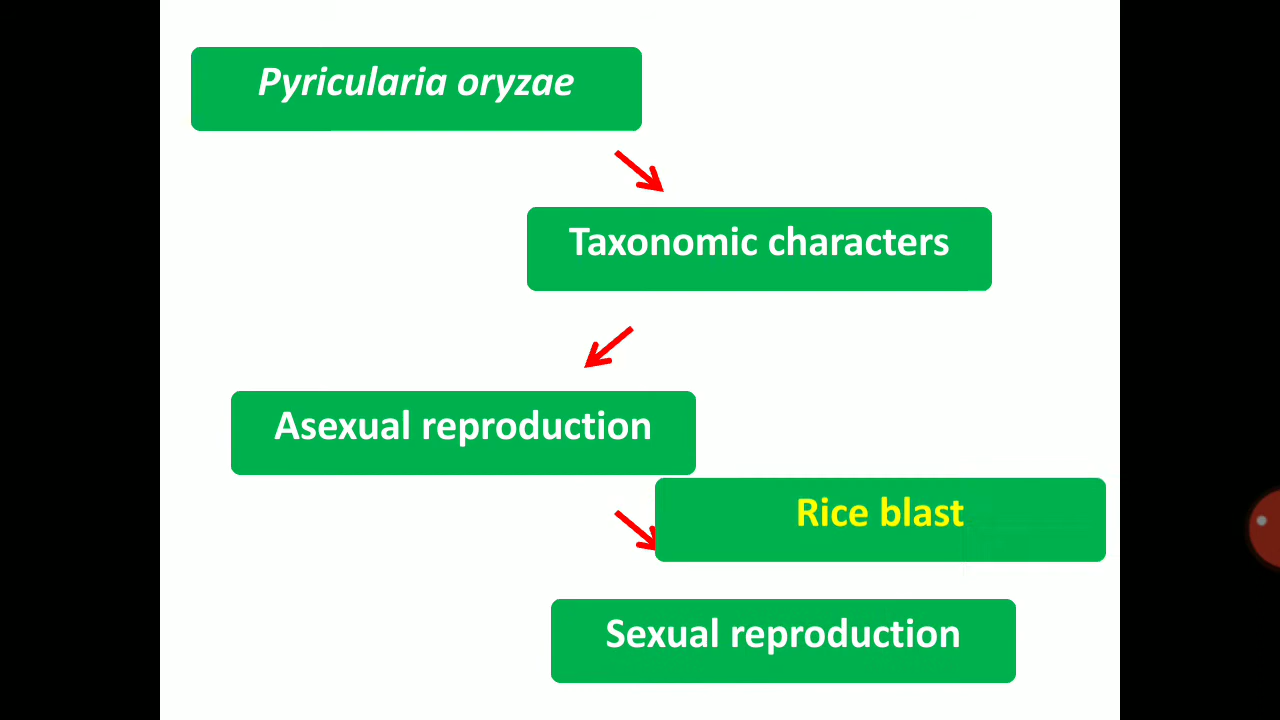 Pyricularia oryzae
Taxonomic characters
Asexual reproduction
Rice blast
Sexual reproduction